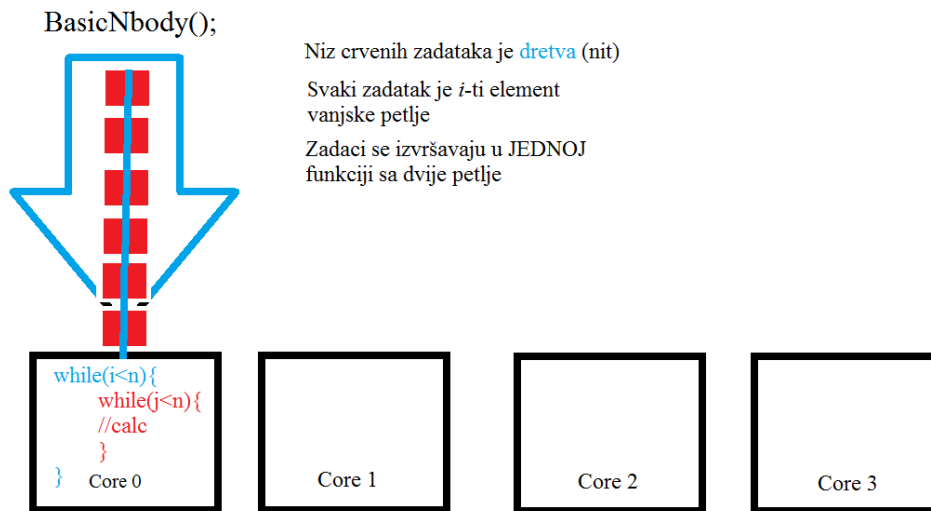 BasicNbody();
Niz crvenih zadataka je dretva (nit)
Svaki zadatak je i-ti element
vanjske petlje
Zadaci se izvršavaju u JEDNOJ
funkciji sa dvije petlje
while(i<n){
while(j<n){
//calc
}
}
Core 0
Core 1
Core 2
Core 3